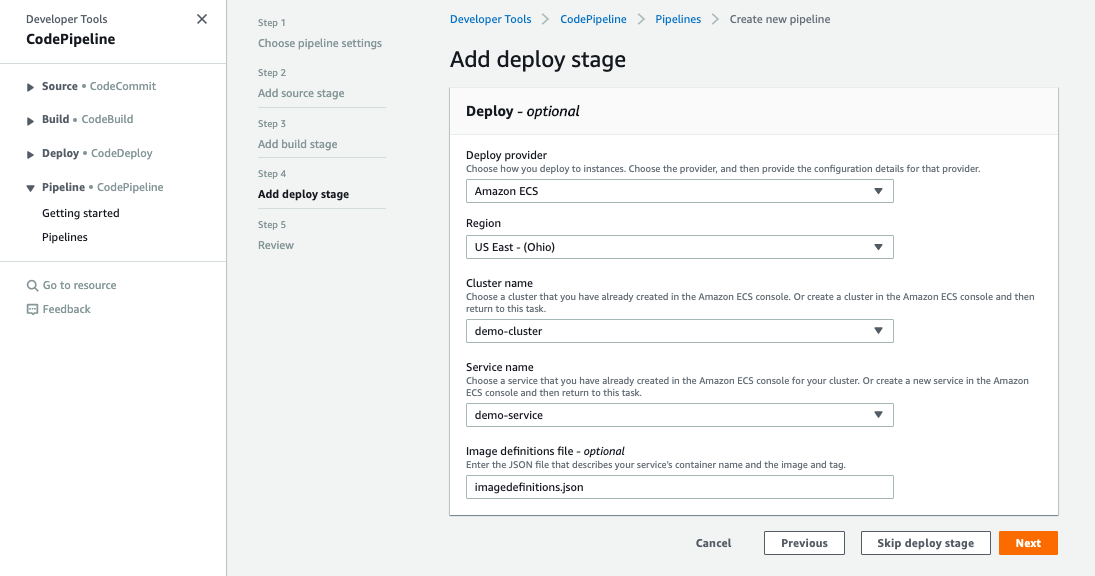 Developer Tools
CodePipeline
Source • CodeCommit
Build • CodeBuild
Deploy • CodeDeploy
Pipeline • CodePipeline
Getting started
Pipelines
Go to resource
Feedback
Step 1
Choose pipeline settings
Step 2
Add source stage
Step 3
Add build stage
Step 4
Add deploy stage
Step 5
Review
Developer Tools > CodePipeline > Pipelines > Create new pipeline
Add deploy stage
Deploy - optional
Deploy provider
Choose how you deploy to instances. Choose the provider, and then provide the configuration details for that provider.
Amazon ECS
Region
US East - (Ohio)
Cluster name
Choose a cluster that you have already created in the Amazon ECS console. Or create a cluster in the Amazon ECS console and then
return to this task.
demo-cluster
Service name
Choose a service that you have already created in the Amazon ECS console for your cluster. Or create a new service in the Amazon
ECS console and then return to this task.
demo-service
Image definitions file - optional
Enter the JSON file that describes your service's container name and the image and tag.
imagedefinitions.json
Cancel
Previous
Skip deploy stage
Next